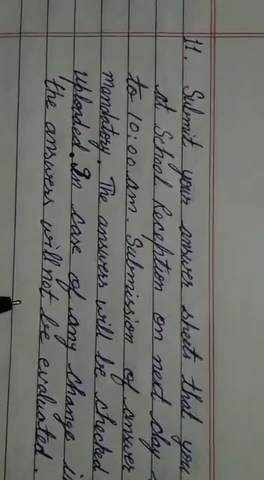 11. Submit your answer sheets that you
at School Reception on next day
to 10:00 am. Submission of answer
mandatory. The answers will be checked
uploaded. In case of any change in
the answers will not be evaluated.